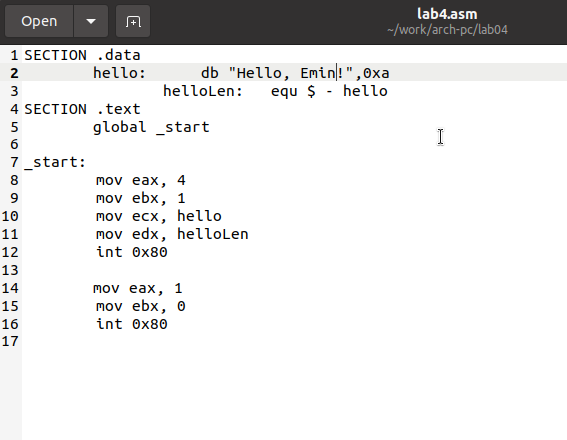 Open
lab4.asm
~/work/arch-pc/lab04
1 SECTION .data
2 hello: db "Hello, Emin!",0xa
3 helloLen: equ $ - hello
4 SECTION .text
5 global _start
6
7 _start:
8 mov eax, 4
9 mov ebx, 1
10 mov ecx, hello
11 mov edx, helloLen
12 int 0x80
13
14 mov eax, 1
15 mov ebx, 0
16 int 0x80
17